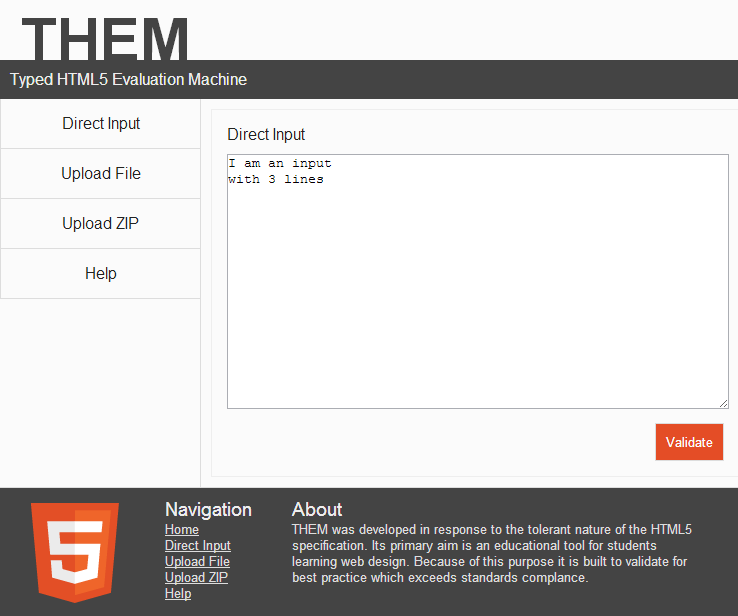 THEM
Typed HTML5 Evaluation Machine
Direct Input
Upload File
Upload ZIP
Help
Direct Input
I am an input
with 3 lines
Validate
5
Navigation
Home
Direct Input
Upload File
Upload ZIP
Help
About
THEM was developed in response to the tolerant nature of the HTML5
specification. Its primary aim is an educational tool for students
learning web design. Because of this purpose it is built to validate for
best practice which exceeds standards complance.